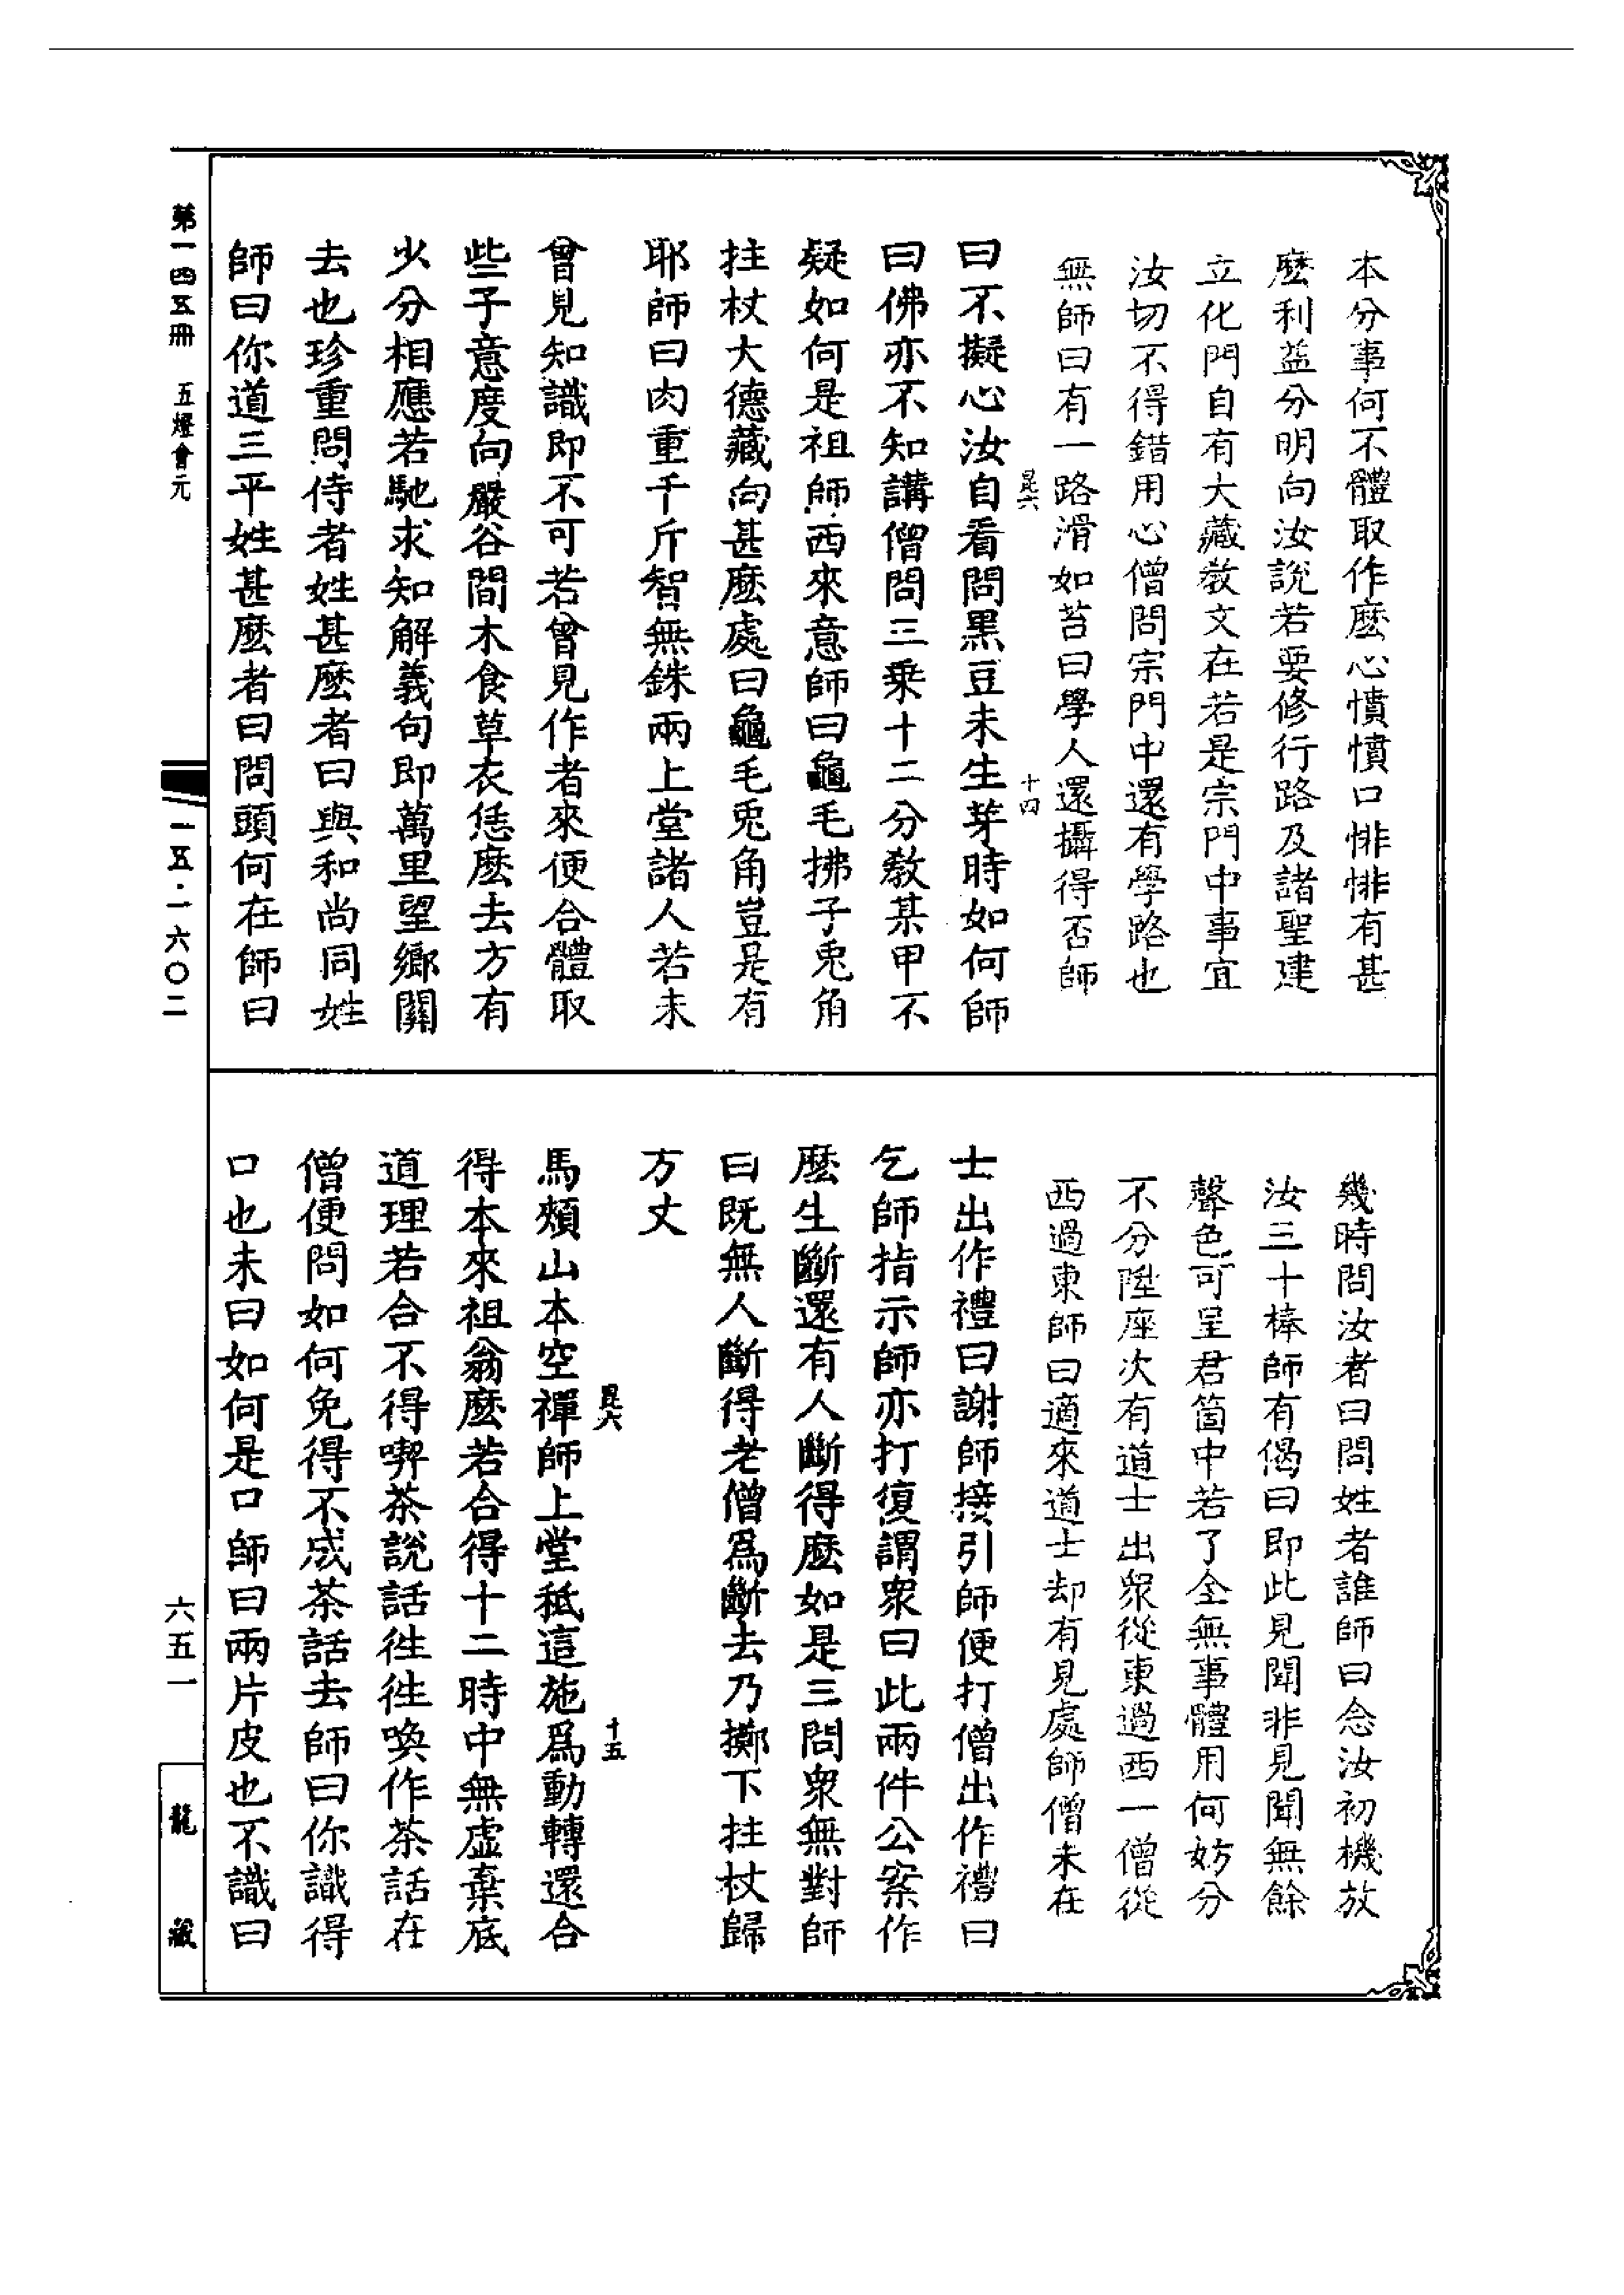 本分事何不體取作麽心憤憤口悱悱有甚
麽利益分明向汝說若要修行路及諸聖建
立化門自有大藏教文在若是宗門中事宜
汝切不得錯用心僧問宗門中還有學路也
無師曰有一路滑如苔曰學人還攝得否師
昆六
十四
曰不擬心汝自看問黑豆未生芽時如何師
曰佛亦不知講僧問三乘十二分教某甲不
疑如何是祖師西來意師曰龜毛拂子兎角
拄杖大德藏向甚麽處曰龜毛兎角豈是有
耶師曰肉重千斤智無銖兩上堂諸人若未
曾見知識即不可若曾見作者來便合體取
些子意度向巖谷間木食草衣恁麽去方有
少分相應若馳求知解義句即萬里望鄉關
去也珍重問侍者姓甚麽者曰與和尚同姓
師曰你道三平姓甚麽者曰問頭何在師曰
幾時問汝者曰問姓者誰師曰念汝初機放
汝三十棒師有偈曰即此見聞非見聞無餘
聲色可呈君箇中若了全無事體用何妨分
不分陞座次有道士出衆從東過西一僧從
西過東師曰適來道士却有見處師僧未在
士出作禮曰謝師接引師便打僧出作禮曰
乞師指示師亦打復謂衆曰此兩件公案作
麽生斷還有人斷得麽如是三問衆無對師
曰既無人斷得老僧爲斷去乃擲下拄杖歸
方丈
昆六
十五
馬頰山本空禪師上堂秖這施爲動轉還合
得本來祖翁麽若合得十二時中無虛棄底
道理若合不得喫茶說話往往喚作茶話在
僧便問如何免得不成茶話去師曰你識得
口也未曰如何是口師曰兩片皮也不識曰
第一四五冊　五燈會元
一五·一六〇二
六五一
龍藏